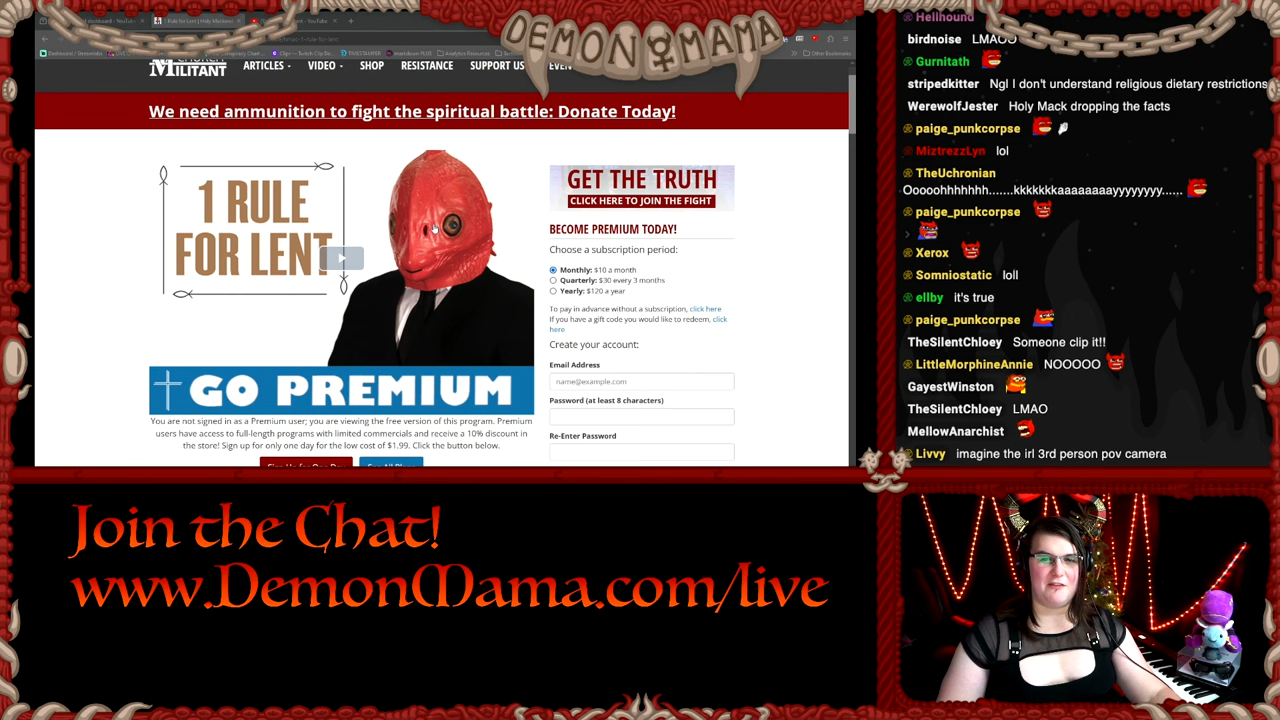 1 Rule for Lent | Holy Mackerel
DEMON MAMA
MILITANT
ARTICLES
VIDEO
SHOP
RESISTANCE
SUPPORT US
EVEN
We need ammunition to fight the spiritual battle: Donate Today!
1 RULE
FOR LENT
GO PREMIUM
You are not signed in as a Premium user; you are viewing the free version of this program. Premium
users have access to full-length programs with limited commercials and receive a 10% discount in
the store! Sign up for only one day for the low cost of $1.99. Click the button below.
GET THE TRUTH
CLICK HERE TO JOIN THE FIGHT
BECOME PREMIUM TODAY!
Choose a subscription period:
Monthly: $10 a month
Quarterly: $30 every 3 months
Yearly: $120 a year
To pay in advance without a subscription, click here
If you have a gift code you would like to redeem, click
here
Create your account:
Email Address
name@example.com
Password (at least 8 characters)
Re-Enter Password
Hellhound
birdnoise LMAOO
Gurnitath
stripedkitter Ngl I don't understand religious dietary restrictions
WerewolfJester Holy Mack dropping the facts
paige_punkcorpse
MiztrezzLyn lol
TheUchronian
Ooooohhhhhh.......kkkkkkkaaaaaaaayyyyyyyy......
paige_punkcorpse
Xerox
Somniostatic loll
ellby it's true
paige_punkcorpse
TheSilentChloey Someone clip it!!
LittleMorphineAnnie NOOOOO
GayestWinston
TheSilentChloey LMAO
MellowAnarchist
Livvy imagine the irl 3rd person pov camera
Join the Chat!
www.DemonMama.com/live